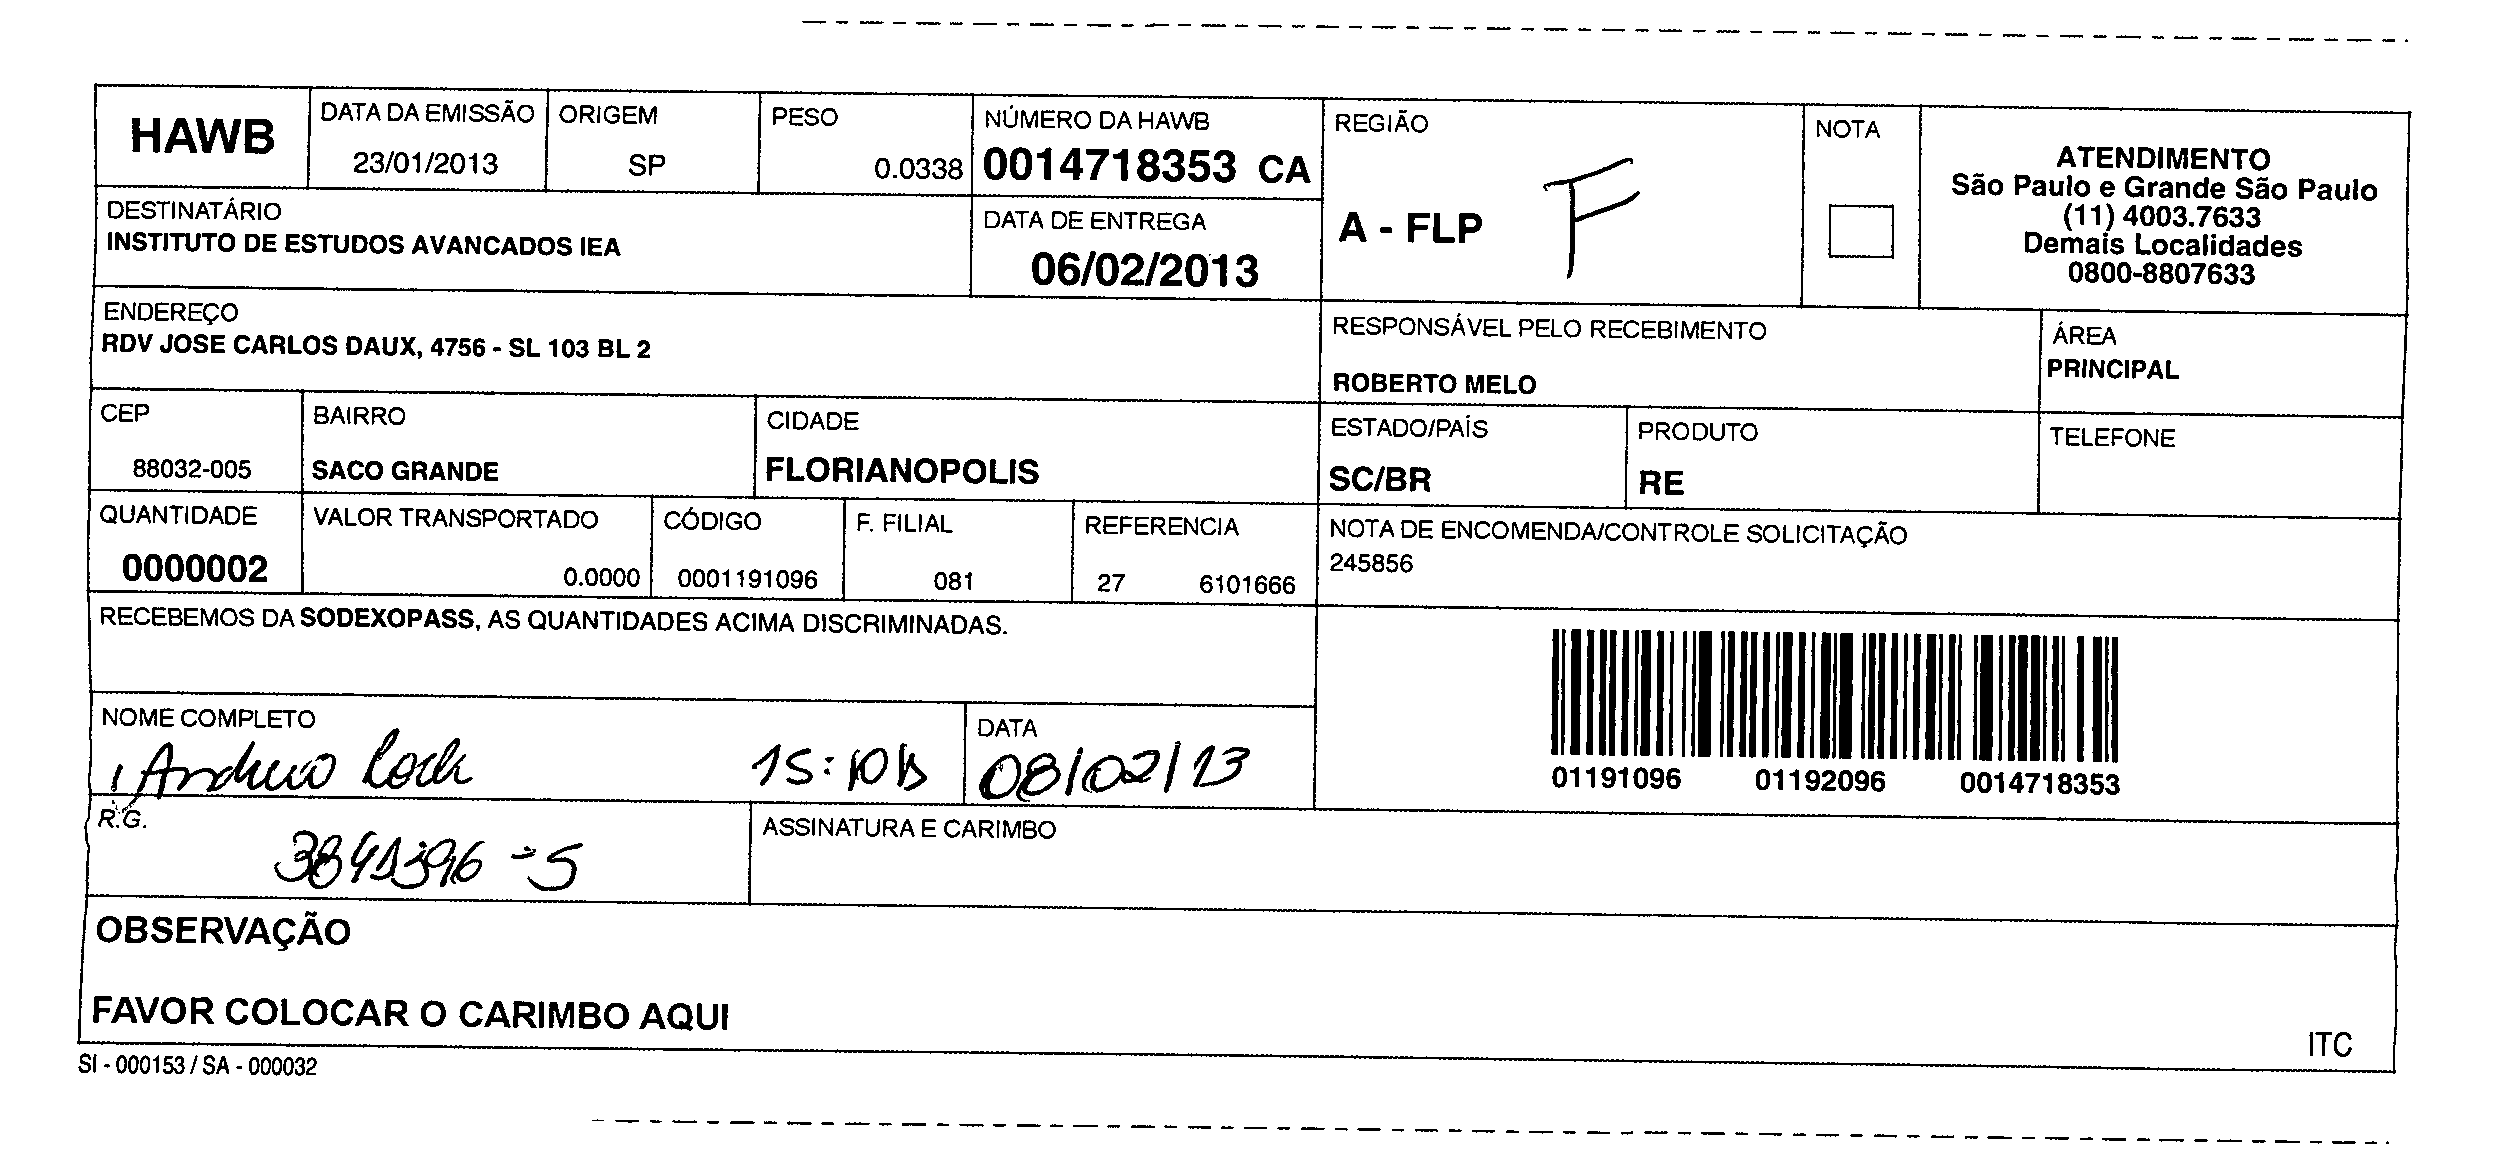 HAWB
DATA DA EMISSÃO
23/01/2013
ORIGEM
SP
PESO
0.0338
NÚMERO DA HAWB
0014718353 CA
REGIÃO
A - FLP F
NOTA
ATENDIMENTO
São Paulo e Grande São Paulo
(11) 4003.7633
Demais Localidades
0800-8807633
DESTINATÁRIO
INSTITUTO DE ESTUDOS AVANCADOS IEA
DATA DE ENTREGA
06/02/2013
ENDEREÇO
RDV JOSE CARLOS DAUX, 4756 - SL 103 BL 2
RESPONSÁVEL PELO RECEBIMENTO
ROBERTO MELO
ÁREA
PRINCIPAL
CEP
88032-005
BAIRRO
SACO GRANDE
CIDADE
FLORIANOPOLIS
ESTADO/PAÍS
SC/BR
PRODUTO
RE
TELEFONE
QUANTIDADE
0000002
VALOR TRANSPORTADO
0.0000
CÓDIGO
0001191096
F. FILIAL
081
REFERENCIA
27 6101666
NOTA DE ENCOMENDA/CONTROLE SOLICITAÇÃO
245856
RECEBEMOS DA SODEXOPASS, AS QUANTIDADES ACIMA DISCRIMINADAS.
01191096 01192096 0014718353
NOME COMPLETO
15:10h
DATA
08/02/13
R.G.
ASSINATURA E CARIMBO
OBSERVAÇÃO
FAVOR COLOCAR O CARIMBO AQUI
ITC
SI - 000153 / SA - 000032